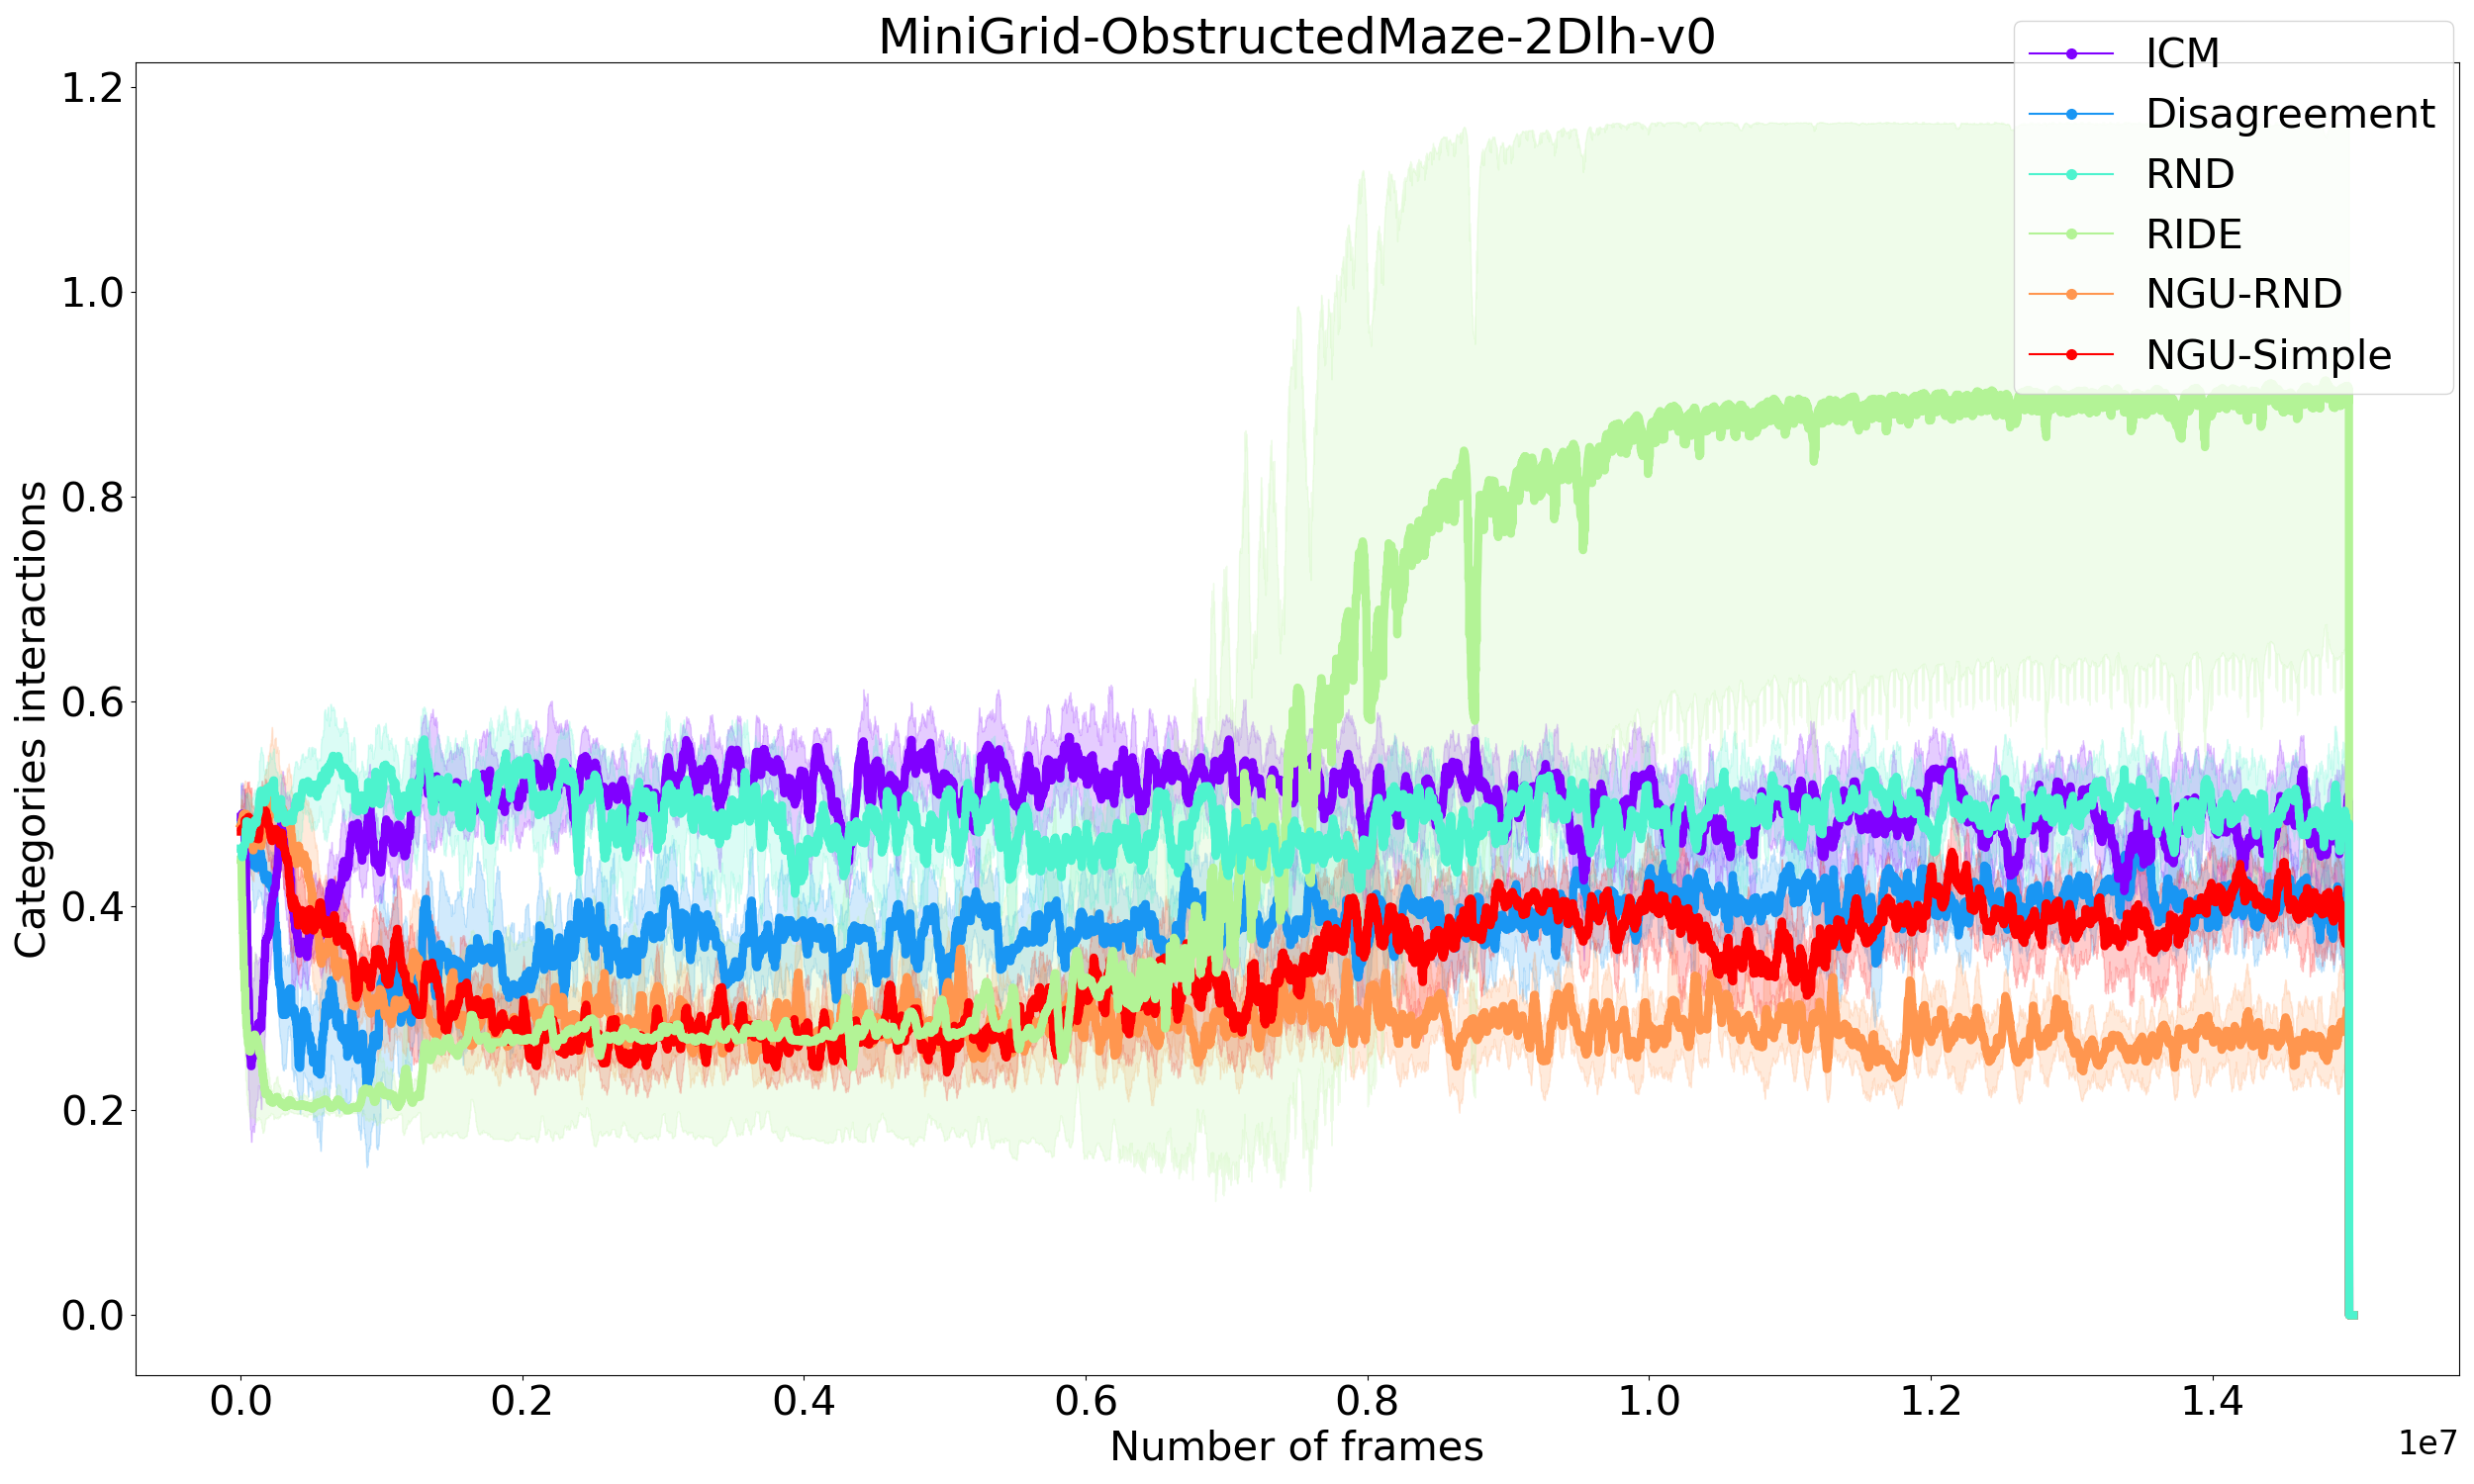 MiniGrid-ObstructedMaze-2Dlh-v0
ICM
Disagreement
RND
RIDE
NGU-RND
NGU-Simple
Categories interactions
1.2
1.0
0.8
0.6
0.4
0.2
0.0
0.0 0.2 0.4 0.6 0.8 1.0 1.2 1.4
1e7
Number of frames